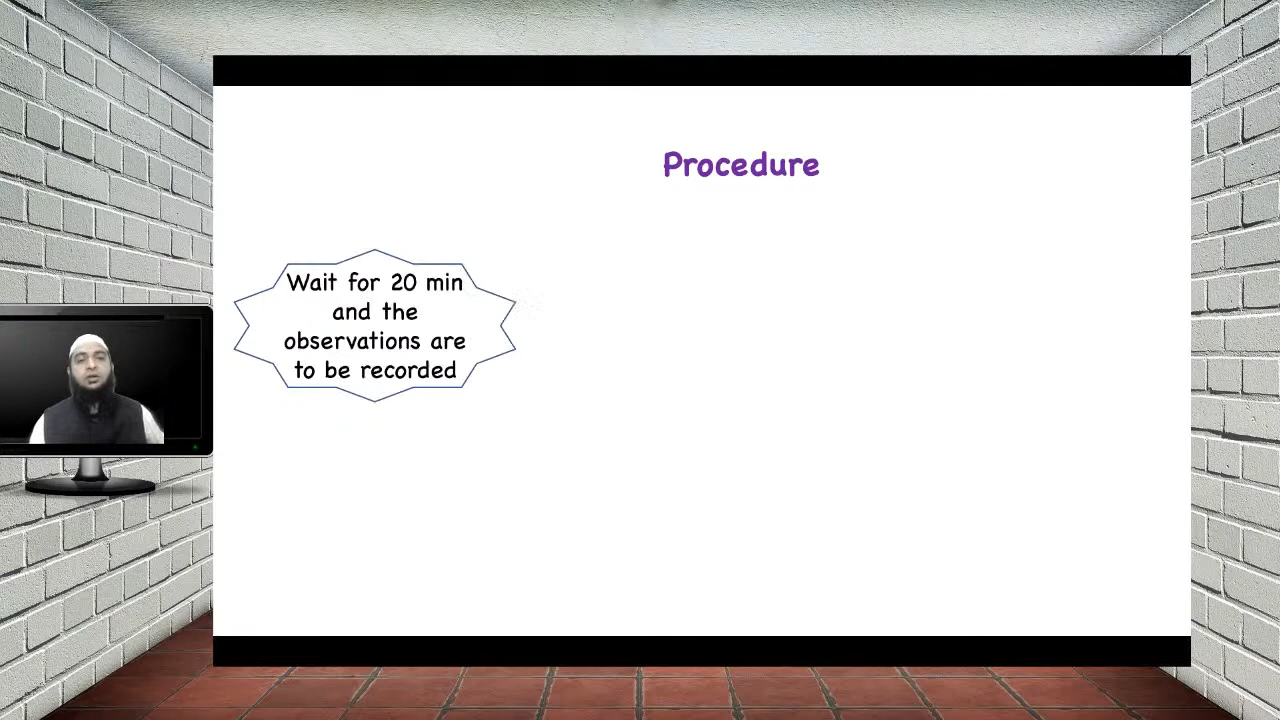 Procedure
Wait for 20 min
and the
observations are
to be recorded